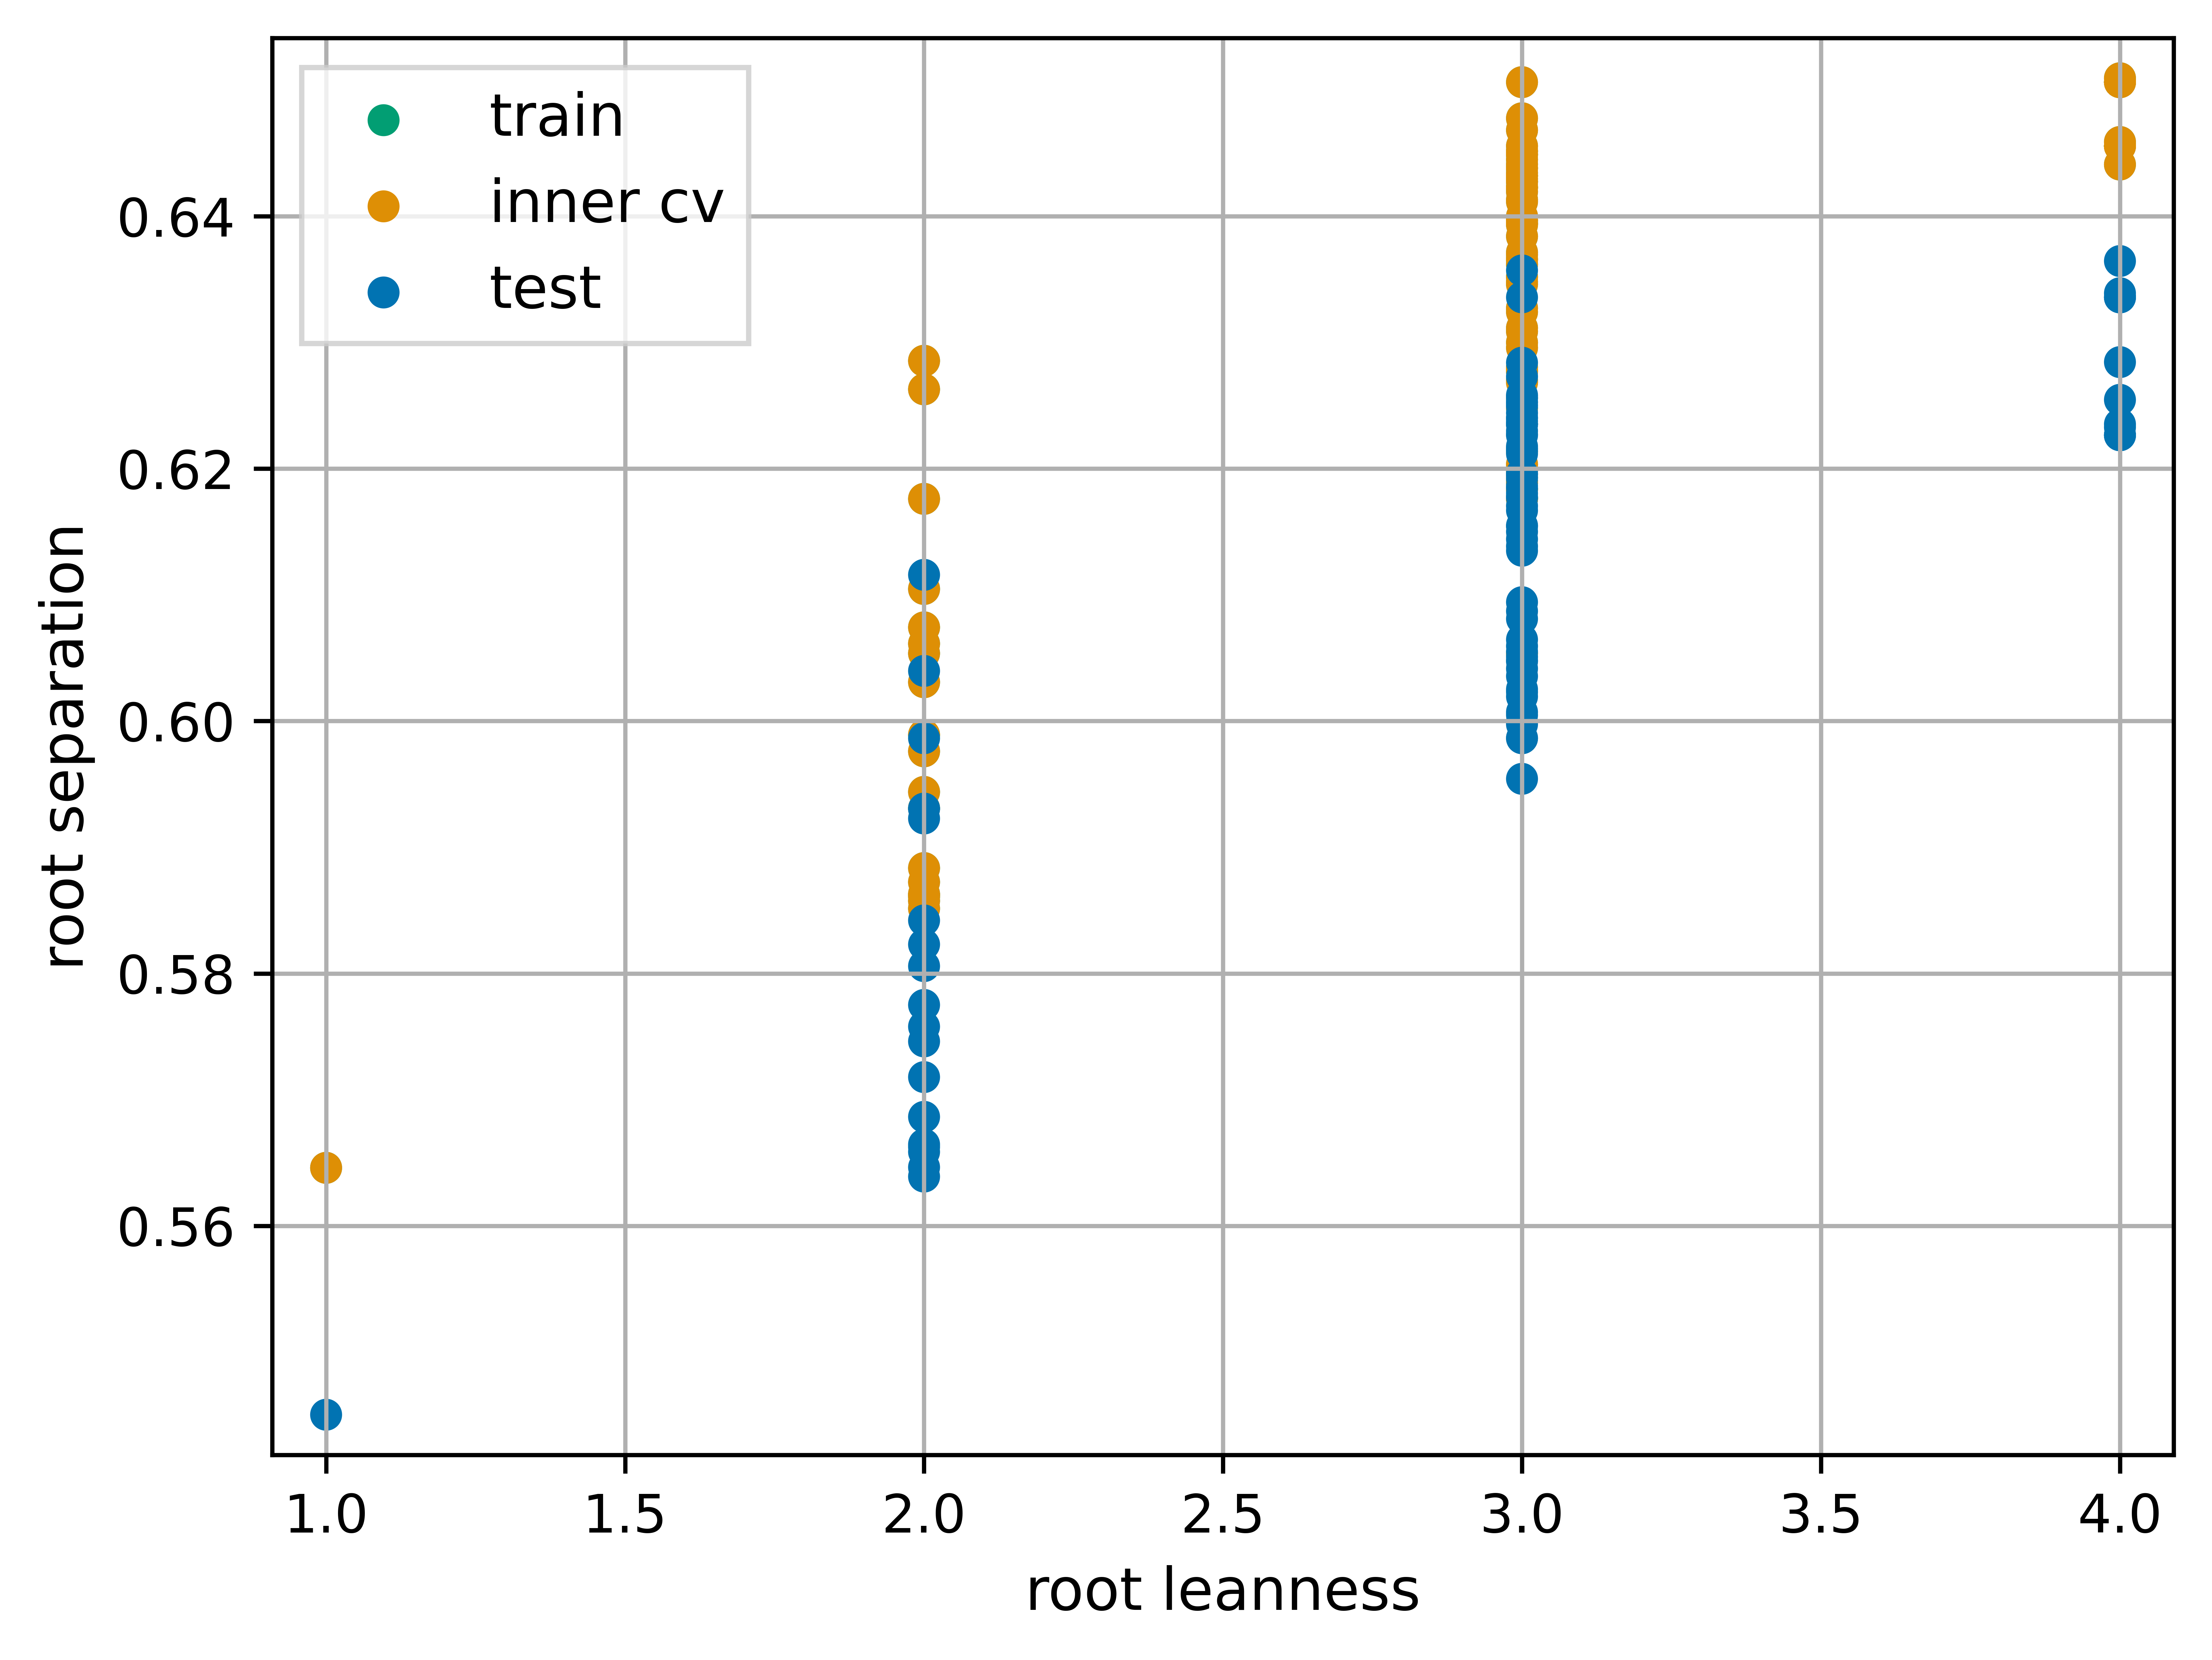 train
inner cv
test
0.64
0.62
0.60
0.58
0.56
root separation
1.0 1.5 2.0 2.5 3.0 3.5 4.0
root leanness